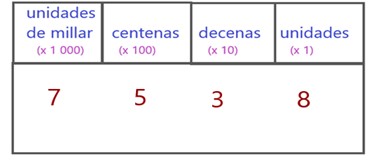 unidades de millar (x 1 000)
centenas (x 100)
decenas (x 10)
unidades (x 1)
7 5 3 8